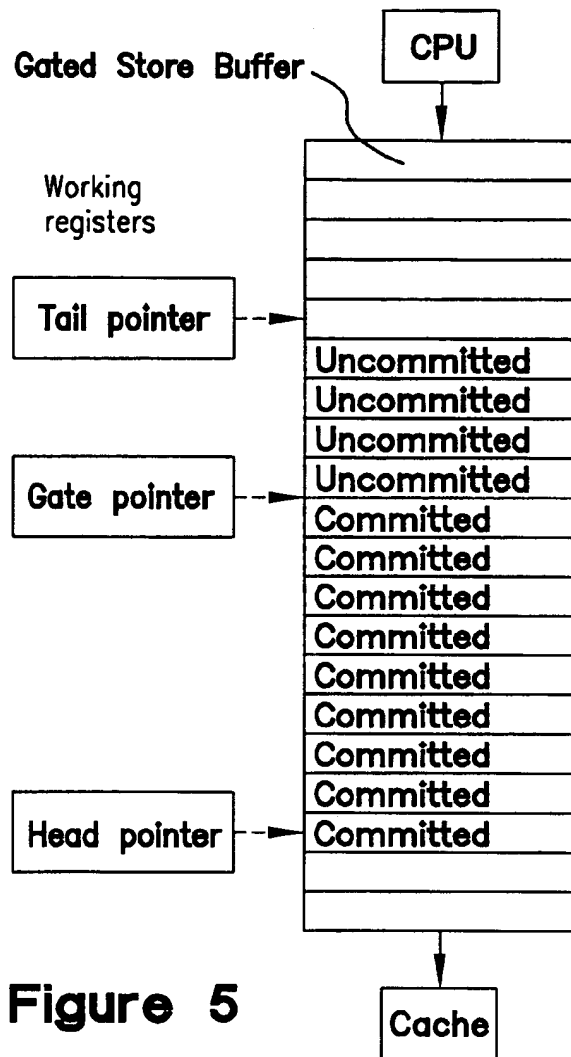 CPU
Gated Store Buffer
Working
registers
Tail pointer
Uncommitted
Uncommitted
Uncommitted
Uncommitted
Gate pointer
Committed
Committed
Committed
Committed
Committed
Committed
Committed
Committed
Head pointer
Committed
Figure 5
Cache